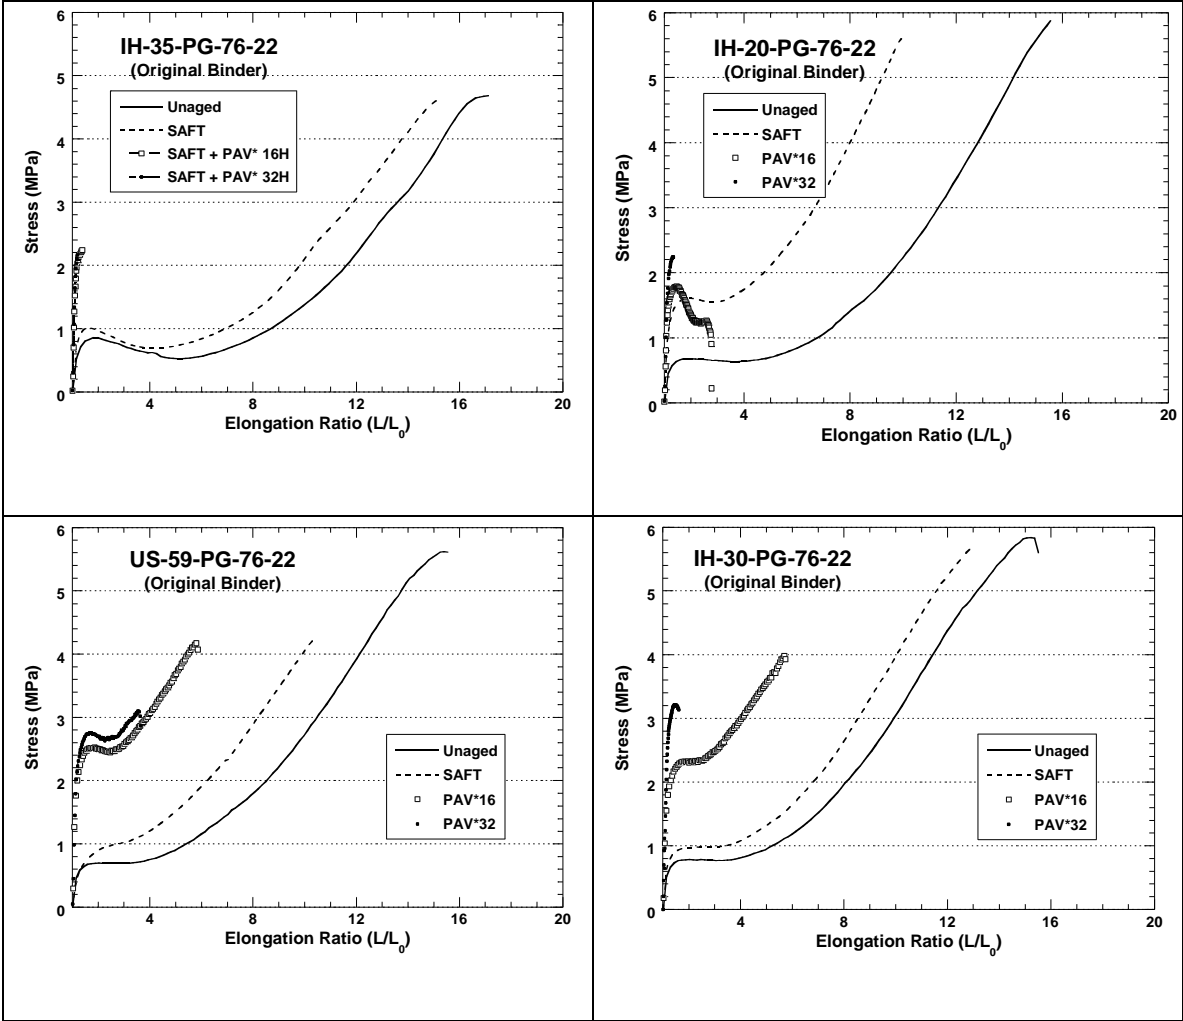 IH-35-PG-76-22
(Original Binder)
Unaged
SAFT
SAFT + PAV* 16H
SAFT + PAV* 32H
Stress (MPa)
6
5
4
3
2
1
0
4 8 12 16 20
Elongation Ratio (L/L0)
IH-20-PG-76-22
(Original Binder)
Unaged
SAFT
PAV*16
PAV*32
Stress (MPa)
6
5
4
3
2
1
0
4 8 12 16 20
Elongation Ratio (L/L0)
US-59-PG-76-22
(Original Binder)
Unaged
SAFT
PAV*16
PAV*32
Stress (MPa)
6
5
4
3
2
1
0
4 8 12 16 20
Elongation Ratio (L/L0)
IH-30-PG-76-22
(Original Binder)
Unaged
SAFT
PAV*16
PAV*32
Stress (MPa)
6
5
4
3
2
1
0
4 8 12 16 20
Elongation Ratio (L/L0)